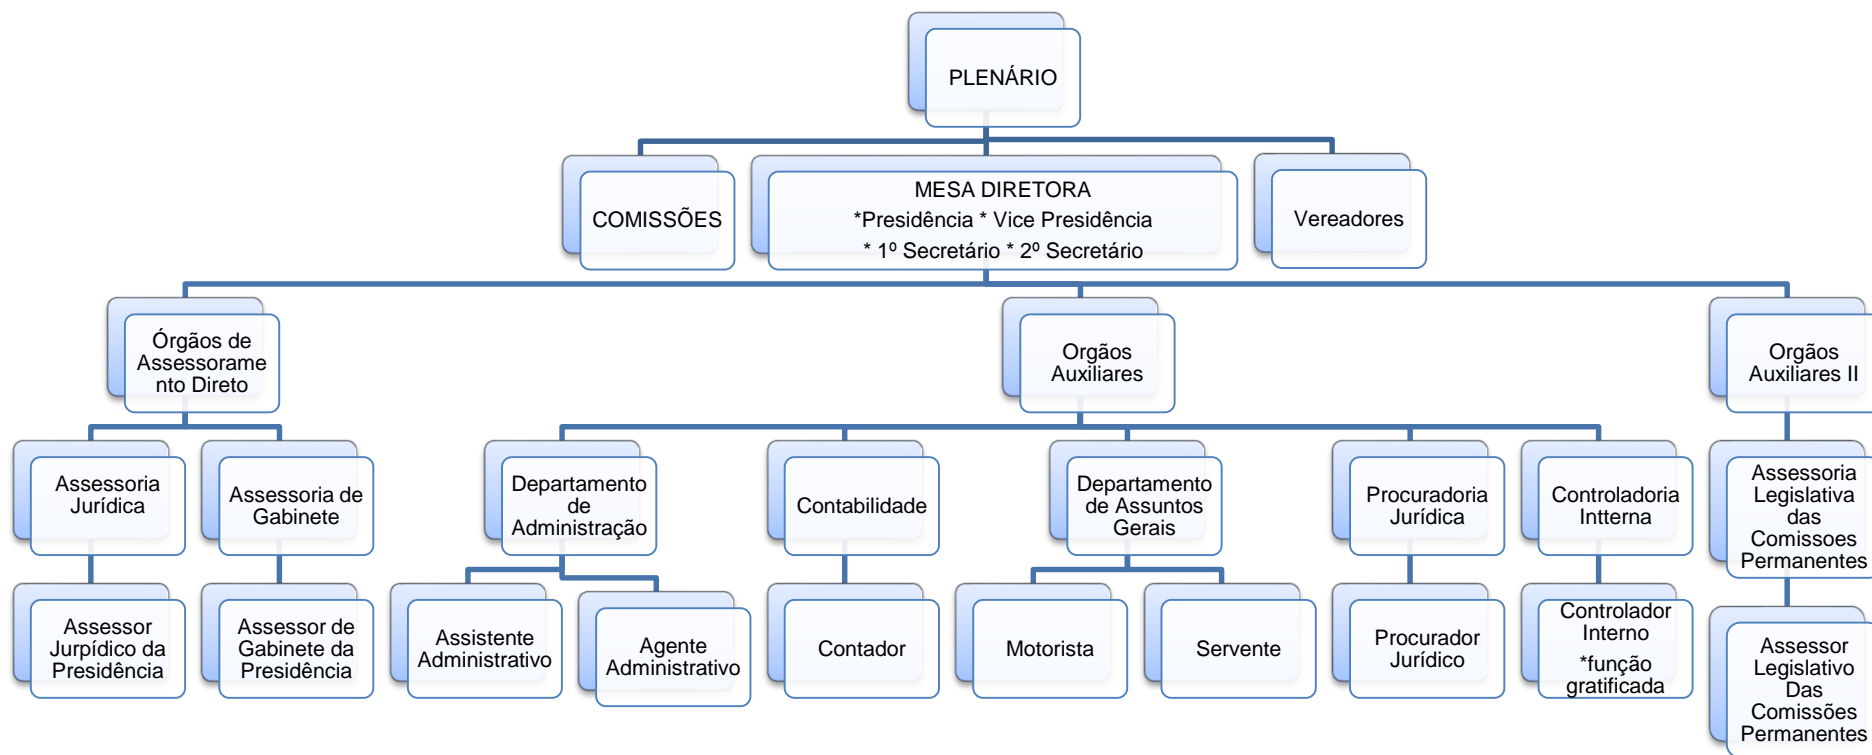 PLENÁRIO
COMISSÕES
MESA DIRETORA
*Presidência * Vice Presidência
* 1º Secretário * 2º Secretário
Vereadores
Órgãos de
Assessorame
nto Direto
Orgãos
Auxiliares
Orgãos
Auxiliares II
Assessoria
Jurídica
Assessoria de
Gabinete
Departamento
de
Administração
Contabilidade
Departamento
de Assuntos
Gerais
Procuradoria
Jurídica
Controladoria
Intterna
Assessoria
Legislativa
das
Comissoes
Permanentes
Assessor
Jurpídico da
Presidência
Assessor de
Gabinete da
Presidência
Assistente
Administrativo
Agente
Administrativo
Contador
Motorista
Servente
Procurador
Jurídico
Controlador
Interno
*função
gratificada
Assessor
Legislativo
Das
Comissões
Permanentes